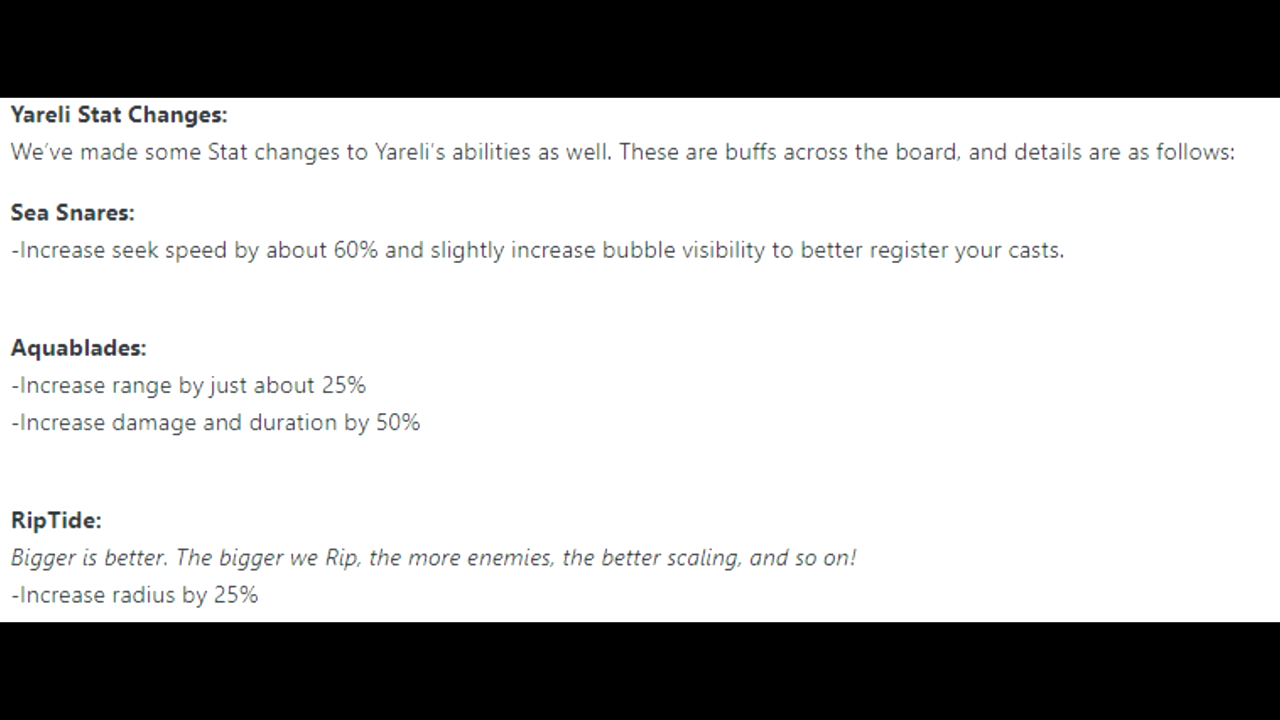 Yareli Stat Changes:
We’ve made some Stat changes to Yareli’s abilities as well. These are buffs across the board, and details are as follows:
Sea Snares:
-Increase seek speed by about 60% and slightly increase bubble visibility to better register your casts.
Aquablades:
-Increase range by just about 25%
-Increase damage and duration by 50%
RipTide:
Bigger is better. The bigger we Rip, the more enemies, the better scaling, and so on!
-Increase radius by 25%